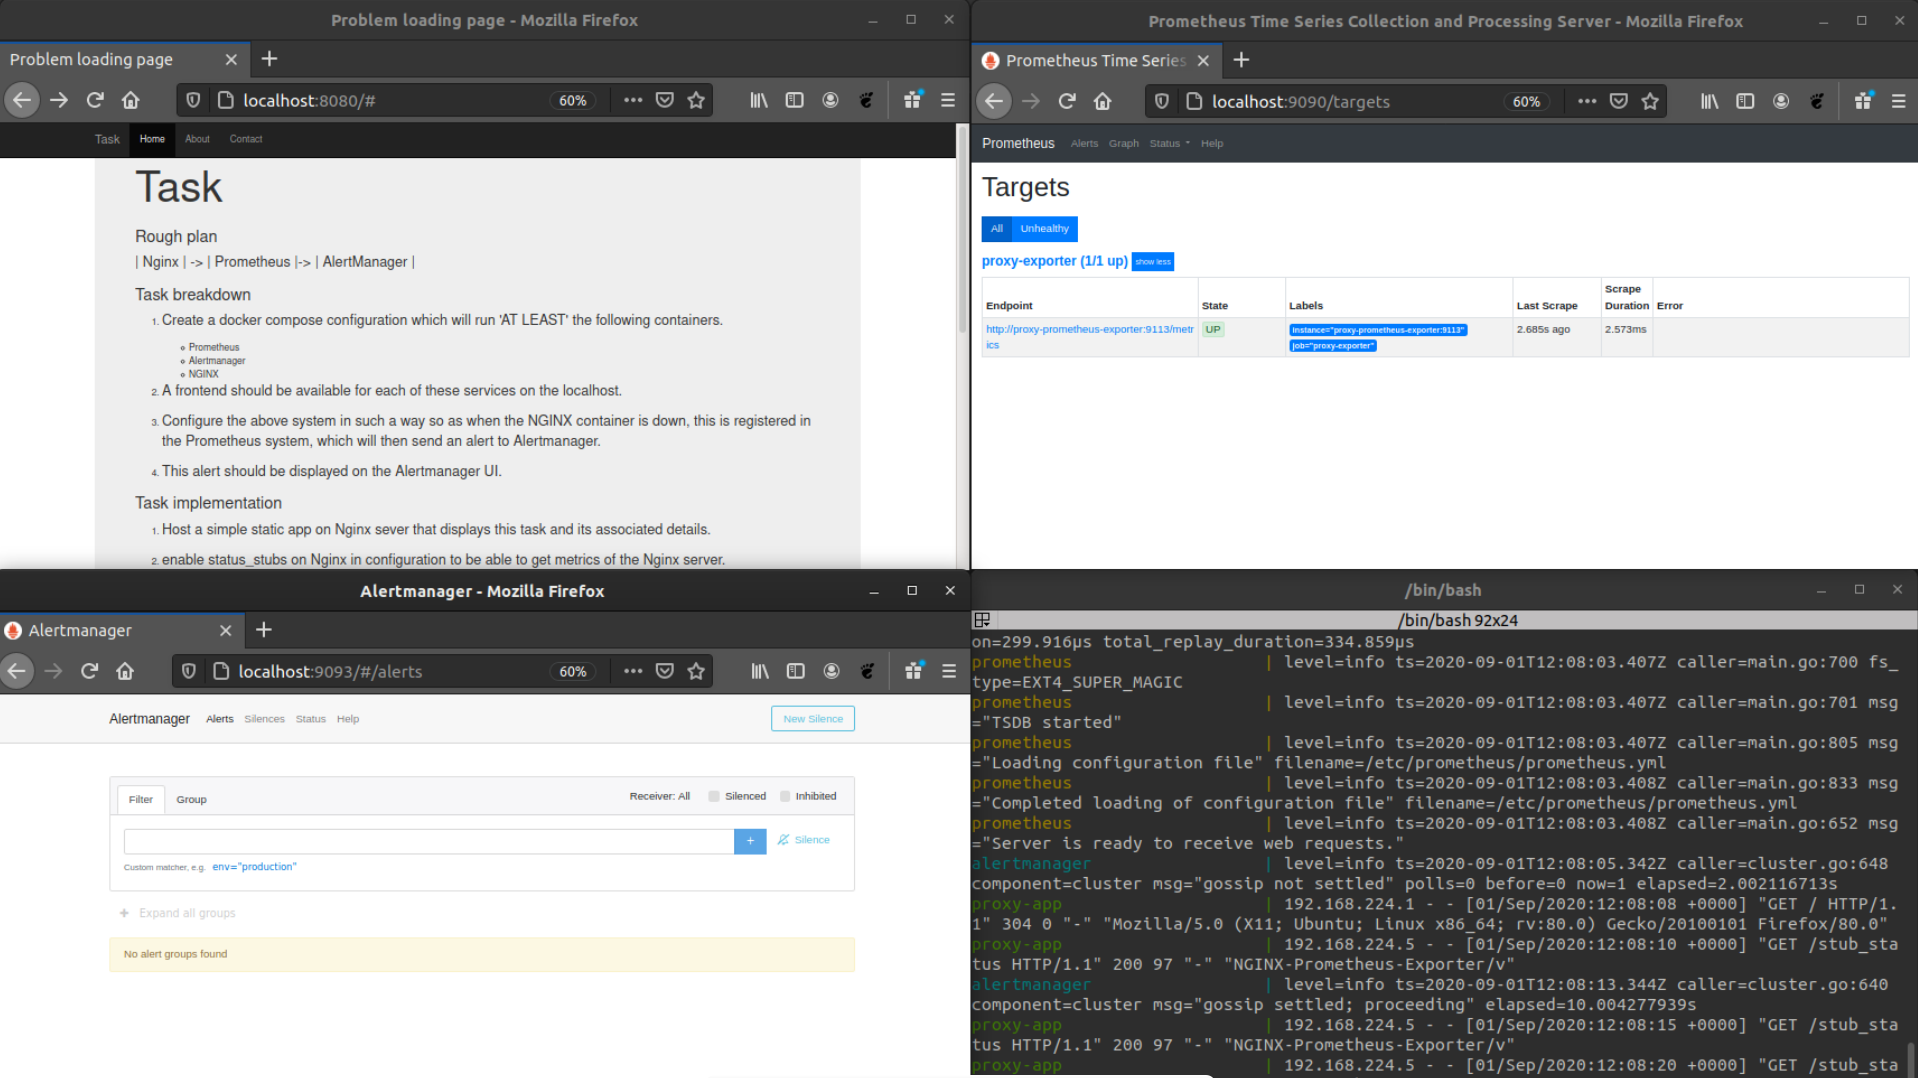 Problem loading page - Mozilla Firefox
Problem loading page
localhost:8080/#
60%
Task Home About Contact
Task
Rough plan
| Nginx | -> | Prometheus |-> | AlertManager |
Task breakdown
1. Create a docker compose configuration which will run 'AT LEAST' the following containers.
Prometheus
Alertmanager
NGINX
2. A frontend should be available for each of these services on the localhost.
3. Configure the above system in such a way so as when the NGINX container is down, this is registered in
the Prometheus system, which will then send an alert to Alertmanager.
4. This alert should be displayed on the Alertmanager UI.
Task implementation
1. Host a simple static app on Nginx sever that displays this task and its associated details.
2. enable status_stubs on Nginx in configuration to be able to get metrics of the Nginx server.
Prometheus Time Series Collection and Processing Server - Mozilla Firefox
Prometheus Time Series
localhost:9090/targets
60%
Prometheus Alerts Graph Status Help
Targets
All Unhealthy
proxy-exporter (1/1 up) show less
Endpoint State Labels Last Scrape Scrape Duration Error
http://proxy-prometheus-exporter:9113/metr UP instance="proxy-prometheus-exporter:9113" 2.685s ago 2.573ms
ics job="proxy-exporter"
Alertmanager - Mozilla Firefox
Alertmanager
localhost:9093/#/alerts
60%
Alertmanager Alerts Silences Status Help New Silence
Filter Group Receiver: All Silenced Inhibited
+ Silence
Custom matcher, e.g. env="production"
+ Expand all groups
No alert groups found
/bin/bash
/bin/bash 92x24
on=299.916µs total_replay_duration=334.859µs
prometheus | level=info ts=2020-09-01T12:08:03.407Z caller=main.go:700 fs_
type=EXT4_SUPER_MAGIC
prometheus | level=info ts=2020-09-01T12:08:03.407Z caller=main.go:701 msg
="TSDB started"
prometheus | level=info ts=2020-09-01T12:08:03.407Z caller=main.go:805 msg
="Loading configuration file" filename=/etc/prometheus/prometheus.yml
prometheus | level=info ts=2020-09-01T12:08:03.408Z caller=main.go:833 msg
="Completed loading of configuration file" filename=/etc/prometheus/prometheus.yml
prometheus | level=info ts=2020-09-01T12:08:03.408Z caller=main.go:652 msg
="Server is ready to receive web requests."
alertmanager | level=info ts=2020-09-01T12:08:05.342Z caller=cluster.go:648
component=cluster msg="gossip not settled" polls=0 before=0 now=1 elapsed=2.002116713s
proxy-app | 192.168.224.1 - - [01/Sep/2020:12:08:08 +0000] "GET / HTTP/1.
1" 304 0 "-" "Mozilla/5.0 (X11; Ubuntu; Linux x86_64; rv:80.0) Gecko/20100101 Firefox/80.0"
proxy-app | 192.168.224.5 - - [01/Sep/2020:12:08:10 +0000] "GET /stub_sta
tus HTTP/1.1" 200 97 "-" "NGINX-Prometheus-Exporter/v"
alertmanager | level=info ts=2020-09-01T12:08:13.344Z caller=cluster.go:640
component=cluster msg="gossip settled; proceeding" elapsed=10.004277939s
proxy-app | 192.168.224.5 - - [01/Sep/2020:12:08:15 +0000] "GET /stub_sta
tus HTTP/1.1" 200 97 "-" "NGINX-Prometheus-Exporter/v"
proxy-app | 192.168.224.5 - - [01/Sep/2020:12:08:20 +0000] "GET /stub_sta